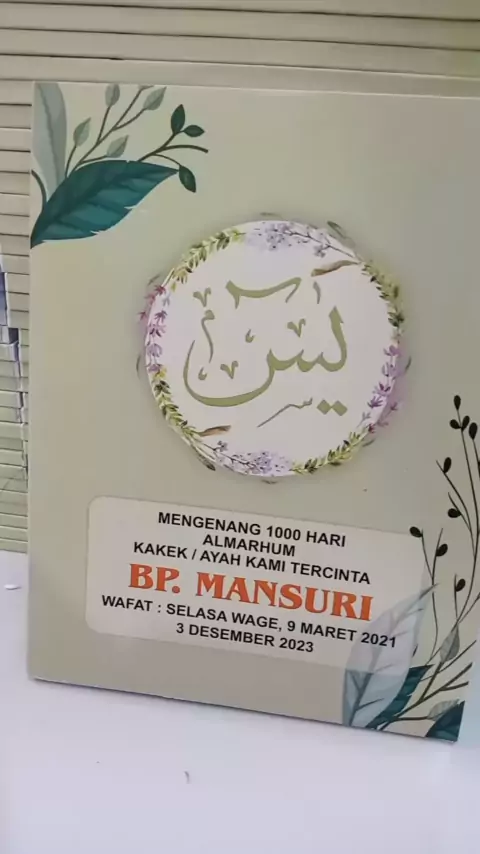 يس
MENGENANG 1000 HARI
ALMARHUM
KAKEK / AYAH KAMI TERCINTA
BP. MANSURI
WAFAT : SELASA WAGE, 9 MARET 2021
3 DESEMBER 2023